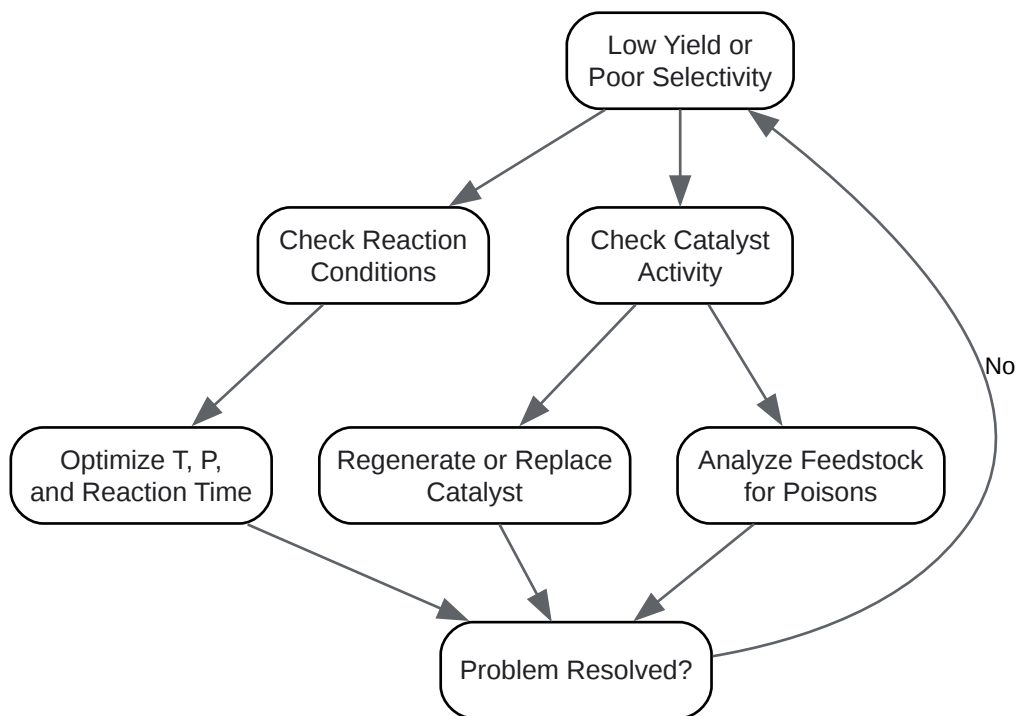 Low Yield or
Poor Selectivity
Check Reaction
Conditions
Check Catalyst
Activity
No
Optimize T, P,
and Reaction Time
Regenerate or Replace
Catalyst
Analyze Feedstock
for Poisons
Problem Resolved?